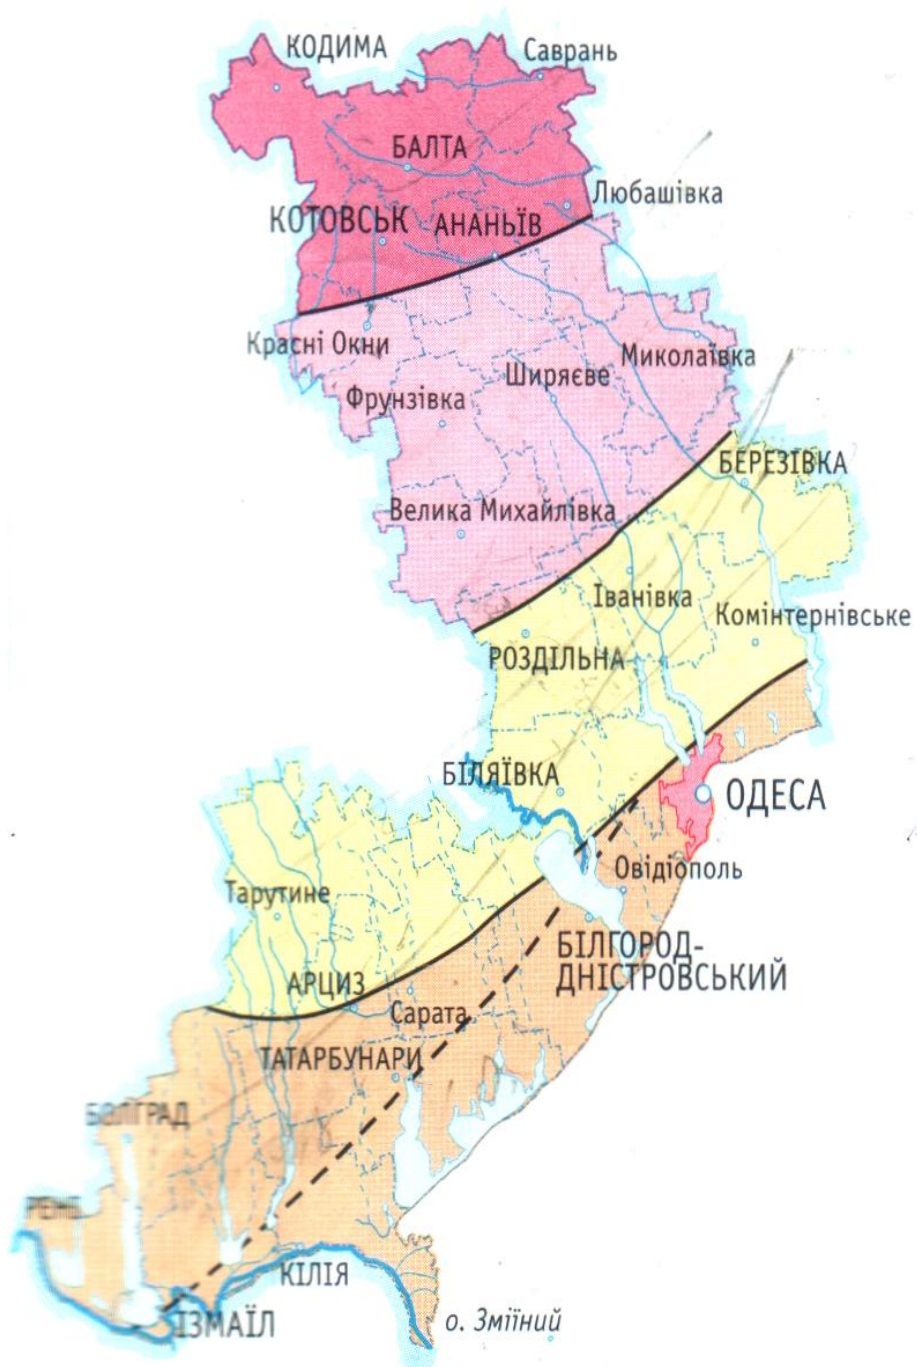 КОДИМА
Саврань
БАЛТА
Любашівка
КОТОВСЬК
АНАНЬЇВ
Красні Окни
Миколаївка
Ширяєве
Фрунзівка
БЕРЕЗІВКА
Велика Михайлівка
Іванівка
Комінтернівське
РОЗДІЛЬНА
БІЛЯЇВКА
ОДЕСА
Овідіополь
Тарутине
БІЛГОРОД-
ДНІСТРОВСЬКИЙ
АРЦИЗ
Сарата
ТАТАРБУНАРИ
БОЛГРАД
РЕНІ
КІЛІЯ
ІЗМАЇЛ
о. Зміїний